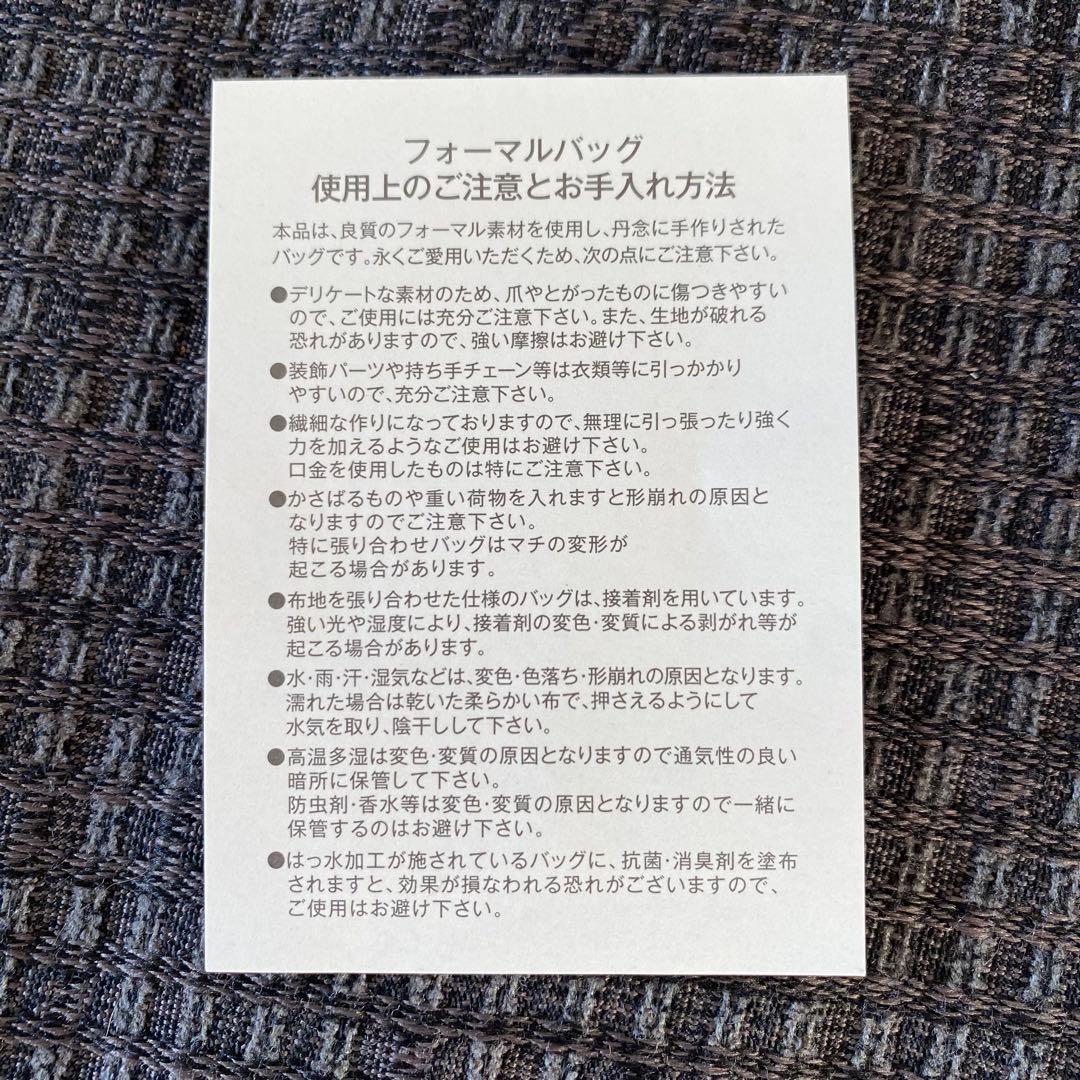 フォーマルバッグ
使用上のご注意とお手入れ方法
本品は、良質のフォーマル素材を使用し、丹念に手作りされた
バッグです。永くご愛用いただくため、次の点にご注意下さい。
●デリケートな素材のため、爪やとがったものに傷つきやすい
ので、ご使用には充分ご注意下さい。また、生地が破れる
恐れがありますので、強い摩擦はお避け下さい。
●装飾パーツや持ち手チェーン等は衣類等に引っかかり
やすいので、充分ご注意下さい。
●繊細な作りになっておりますので、無理に引っ張ったり強く
力を加えるようなご使用はお避け下さい。
口金を使用したものは特にご注意下さい。
●かさばるものや重い荷物を入れますと形崩れの原因と
なりますのでご注意下さい。
特に張り合わせバッグはマチの変形が
起こる場合があります。
●布地を張り合わせた仕様のバッグは、接着剤を用いています。
強い光や湿度により、接着剤の変色・変質による剥がれ等が
起こる場合があります。
●水・雨・汗・湿気などは、変色・色落ち・形崩れの原因となります。
濡れた場合は乾いた柔らかい布で、押さえるようにして
水気を取り、陰干しして下さい。
●高温多湿は変色・変質の原因となりますので通気性の良い
暗所に保管して下さい。
防虫剤・香水等は変色・変質の原因となりますので一緒に
保管するのはお避け下さい。
●はっ水加工が施されているバッグに、抗菌・消臭剤を塗布
されますと、効果が損なわれる恐れがございますので、
ご使用はお避け下さい。